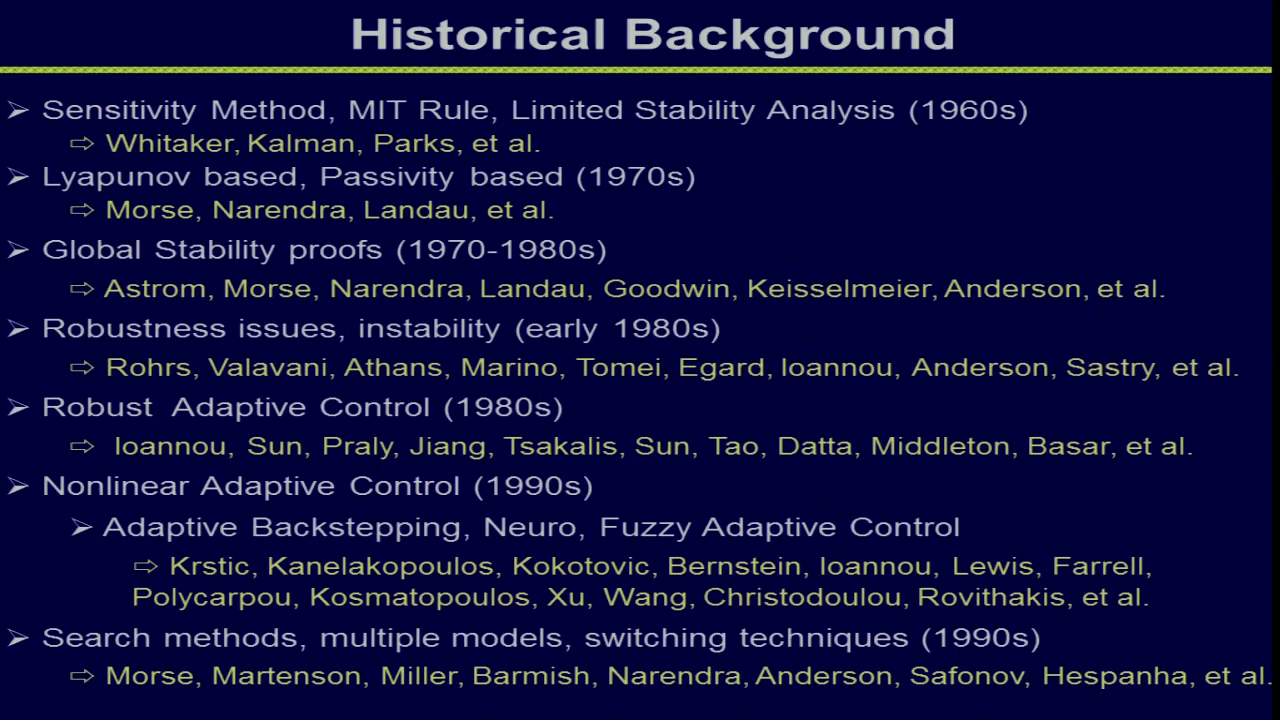 Historical Background
➢ Sensitivity Method, MIT Rule, Limited Stability Analysis (1960s)
⇨ Whitaker, Kalman, Parks, et al.
➢ Lyapunov based, Passivity based (1970s)
⇨ Morse, Narendra, Landau, et al.
➢ Global Stability proofs (1970-1980s)
⇨ Astrom, Morse, Narendra, Landau, Goodwin, Keisselmeier, Anderson, et al.
➢ Robustness issues, instability (early 1980s)
⇨ Rohrs, Valavani, Athans, Marino, Tomei, Egard, Ioannou, Anderson, Sastry, et al.
➢ Robust Adaptive Control (1980s)
⇨ Ioannou, Sun, Praly, Jiang, Tsakalis, Sun, Tao, Datta, Middleton, Basar, et al.
➢ Nonlinear Adaptive Control (1990s)
➢ Adaptive Backstepping, Neuro, Fuzzy Adaptive Control
⇨ Krstic, Kanelakopoulos, Kokotovic, Bernstein, Ioannou, Lewis, Farrell,
Polycarpou, Kosmatopoulos, Xu, Wang, Christodoulou, Rovithakis, et al.
➢ Search methods, multiple models, switching techniques (1990s)
⇨ Morse, Martenson, Miller, Barmish, Narendra, Anderson, Safonov, Hespanha, et al.